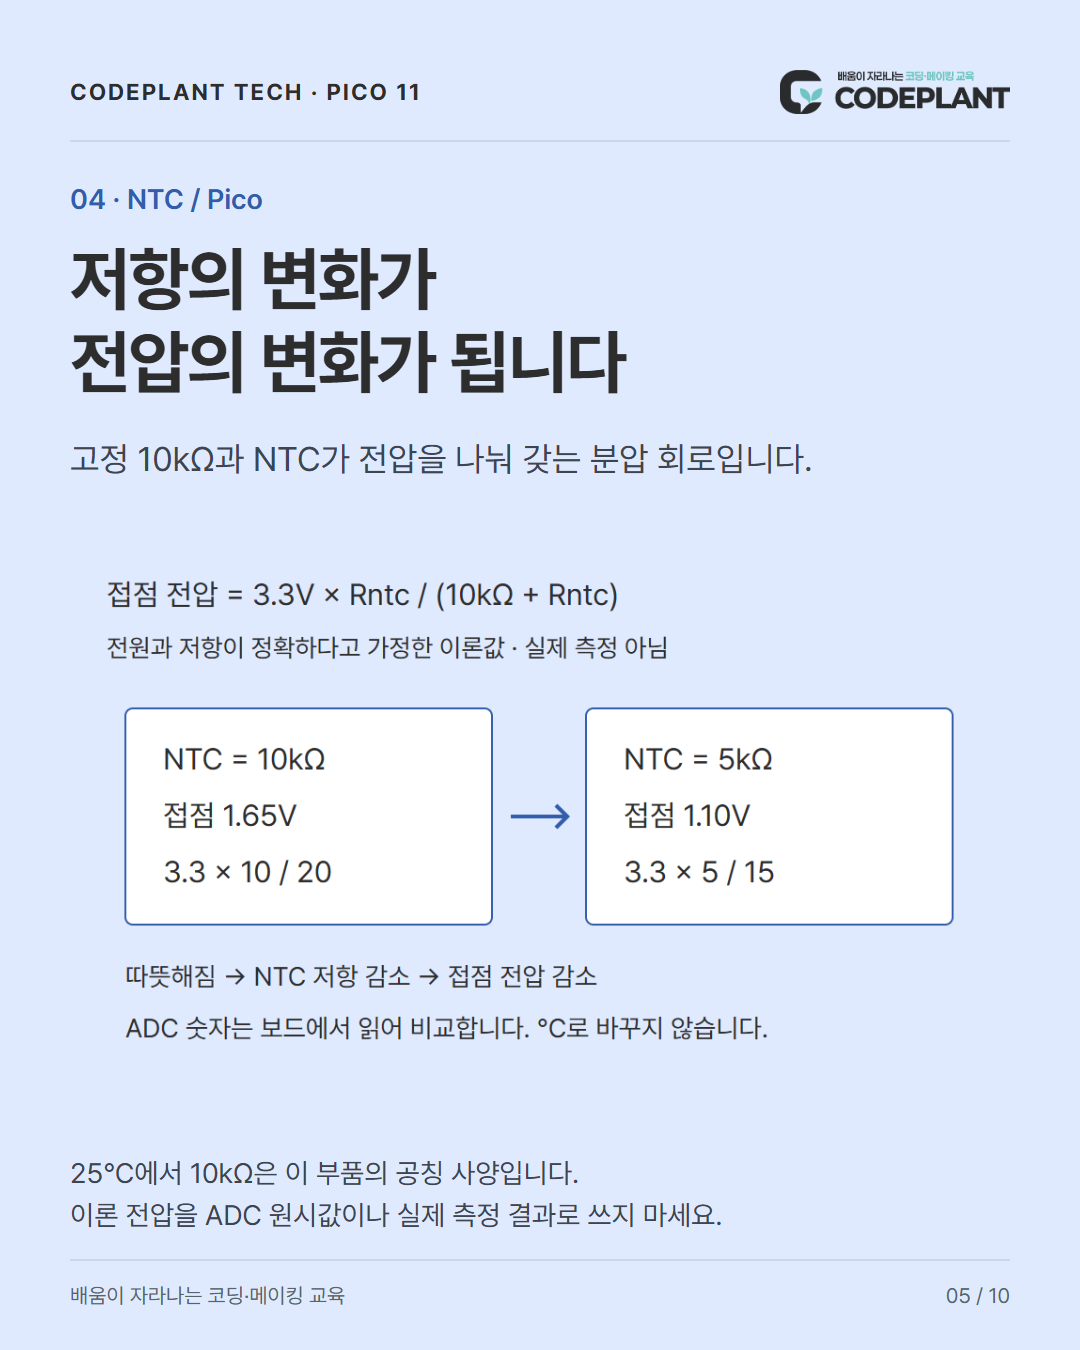 CODEPLANT TECH · PICO 11
배움이 자라나는 코딩·메이킹 교육
CODEPLANT
04 · NTC / Pico
저항의 변화가
전압의 변화가 됩니다
고정 10kΩ과 NTC가 전압을 나눠 갖는 분압 회로입니다.
접점 전압 = 3.3V × Rntc / (10kΩ + Rntc)
전원과 저항이 정확하다고 가정한 이론값 · 실제 측정 아님
NTC = 10kΩ
접점 1.65V
3.3 × 10 / 20
NTC = 5kΩ
접점 1.10V
3.3 × 5 / 15
따뜻해짐 → NTC 저항 감소 → 접점 전압 감소
ADC 숫자는 보드에서 읽어 비교합니다. °C로 바꾸지 않습니다.
25°C에서 10kΩ은 이 부품의 공칭 사양입니다.
이론 전압을 ADC 원시값이나 실제 측정 결과로 쓰지 마세요.
배움이 자라나는 코딩·메이킹 교육
05 / 10